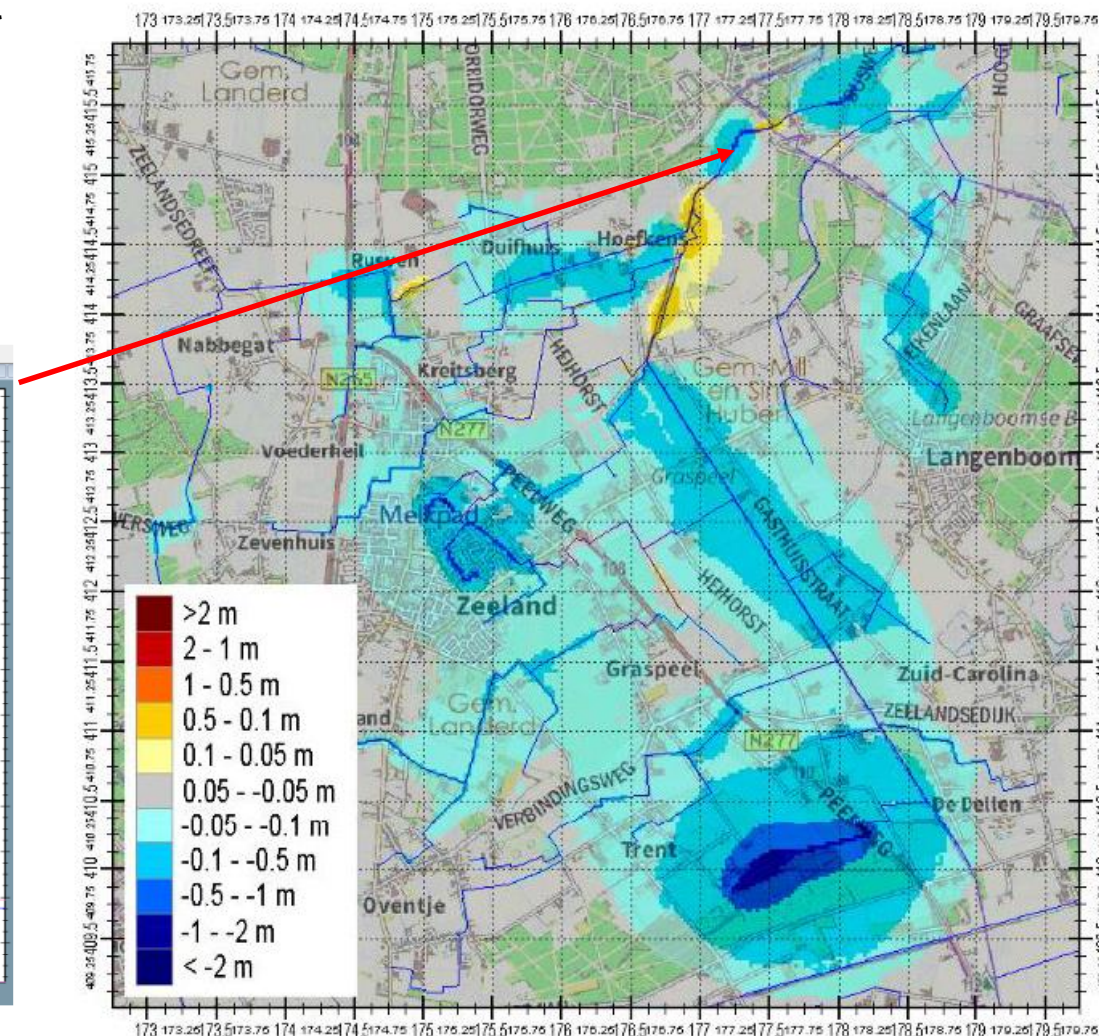 173 173.25 173.5 173.75 174 174.25 174.5 174.75 175 175.25 175.5 175.75 176 176.25 176.5 176.75 177 177.25 177.5 177.75 178 178.25 178.5 178.75 179 179.25 179.5 179.75
Gem.
Landerd
108
ZEELANDSEDREEF
Duifhuis
Hoefkens
Rusven
Nabbegat
N265
Kreitsberg
HEIHORST
Gem. Mill
en St
Huber
EIKENLAAN
Langenboomse B
N277
Voederheil
Langenboom
Graspeel
PEELWEG
Melkpad
Zevenhuis
GASTHUISSTRAAT
108
HEIHORST
Zeeland
Graspeel
Zuid-Carolina
Gem.
Landerd
and
ZEELANDSEDIJK
N277
VERBINDINGSWEG
De Dellen
PEELWEG
Trent
Oventje
>2 m
2 - 1 m
1 - 0.5 m
0.5 - 0.1 m
0.1 - 0.05 m
0.05 - -0.05 m
-0.05 - -0.1 m
-0.1 - -0.5 m
-0.5 - -1 m
-1 - -2 m
< -2 m
173 173.25 173.5 173.75 174 174.25 174.5 174.75 175 175.25 175.5 175.75 176 176.25 176.5 176.75 177 177.25 177.5 177.75 178 178.25 178.5 178.75 179 179.25 179.5 179.75